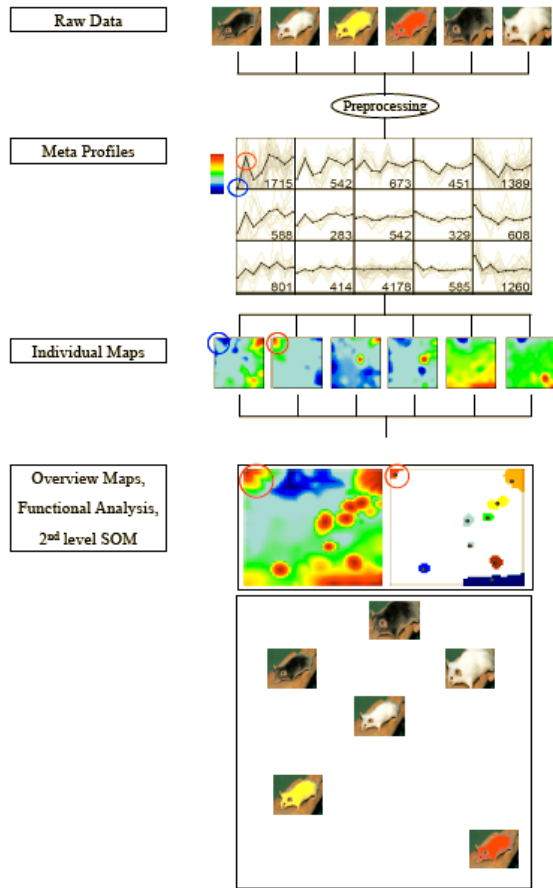 Raw Data
Preprocessing
Meta Profiles
1715 542 673 451 1389
588 283 542 329 608
801 414 4178 585 1260
Individual Maps
Overview Maps,
Functional Analysis,
2nd level SOM